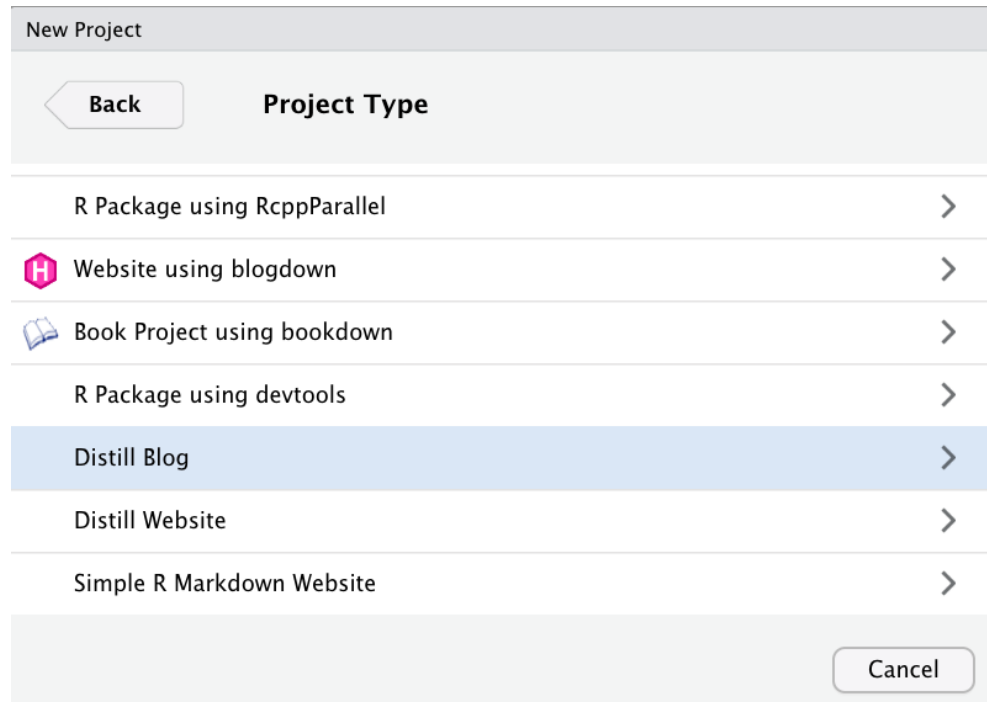 New Project
Back
Project Type
R Package using RcppParallel
H
Website using blogdown
Book Project using bookdown
R Package using devtools
Distill Blog
Distill Website
Simple R Markdown Website
Cancel